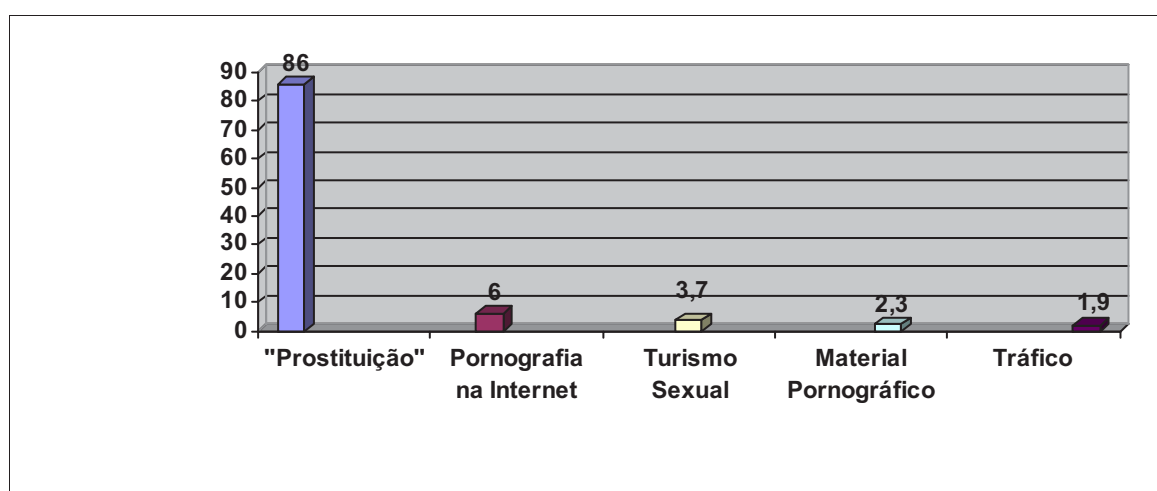 86
90
80
70
60
50
40
30
20
10
0
6
3,7
2,3
1,9
"Prostituição"
Pornografia
na Internet
Turismo
Sexual
Material
Pornográfico
Tráfico